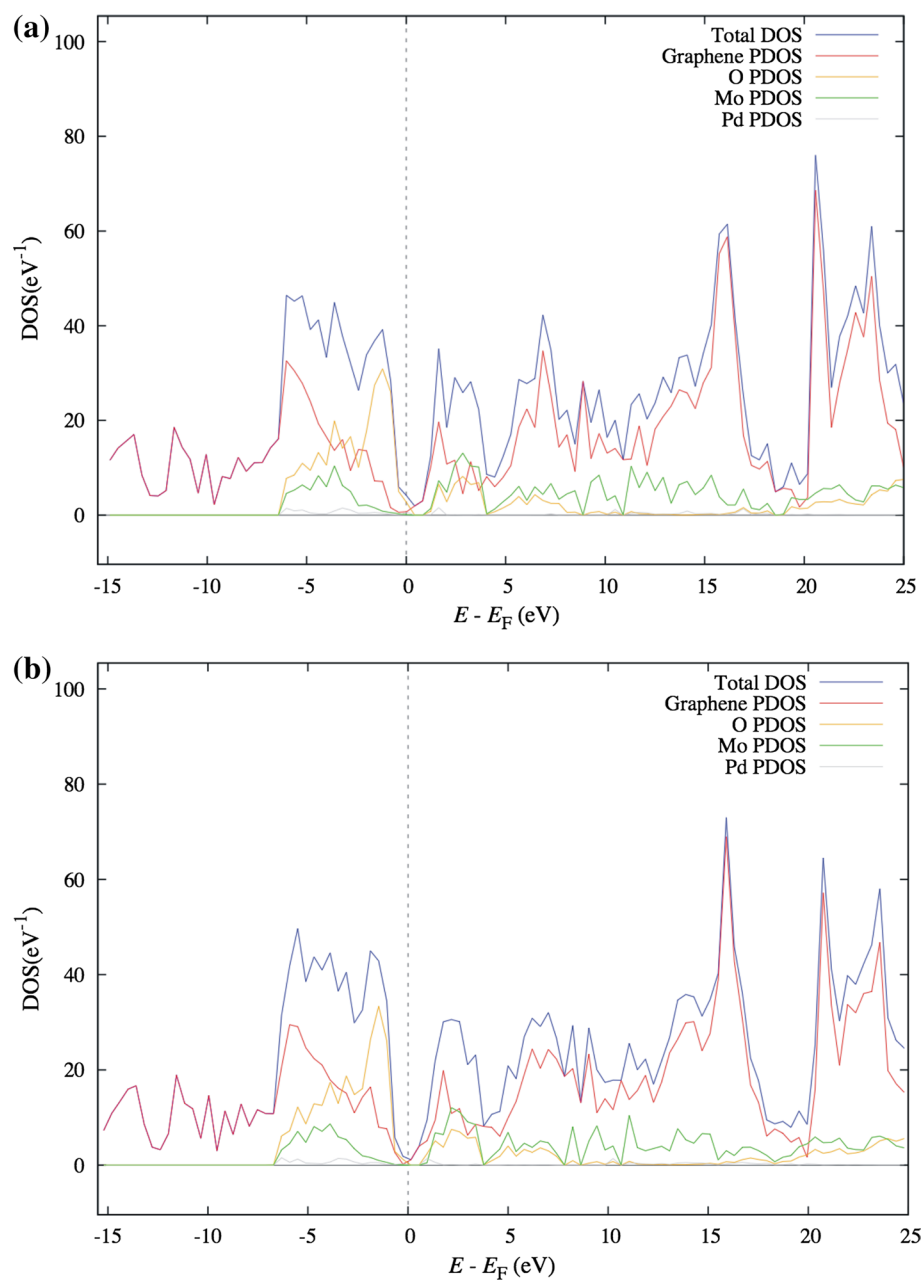 (a)
100
80
60
40
20
0
DOS(eV⁻¹)
Total DOS
Graphene PDOS
O PDOS
Mo PDOS
Pd PDOS
-15 -10 -5 0 5 10 15 20 25
E - E_F (eV)
(b)
100
80
60
40
20
0
DOS(eV⁻¹)
Total DOS
Graphene PDOS
O PDOS
Mo PDOS
Pd PDOS
-15 -10 -5 0 5 10 15 20 25
E - E_F (eV)